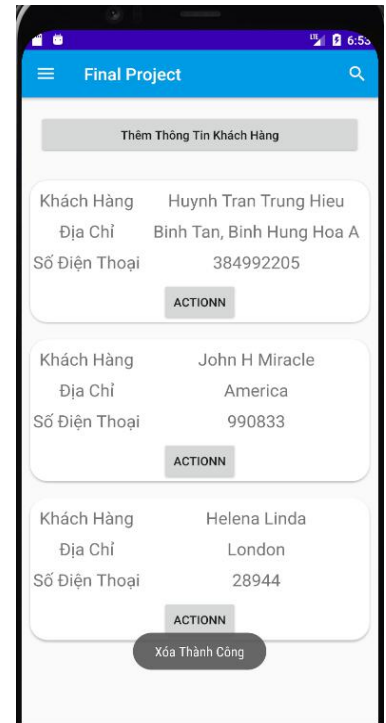 LTE 6:53
Final Project
Thêm Thông Tin Khách Hàng
Khách Hàng Huynh Tran Trung Hieu
Địa Chỉ Binh Tan, Binh Hung Hoa A
Số Điện Thoại 384992205
ACTIONN
Khách Hàng John H Miracle
Địa Chỉ America
Số Điện Thoại 990833
ACTIONN
Khách Hàng Helena Linda
Địa Chỉ London
Số Điện Thoại 28944
ACTIONN
Xóa Thành Công